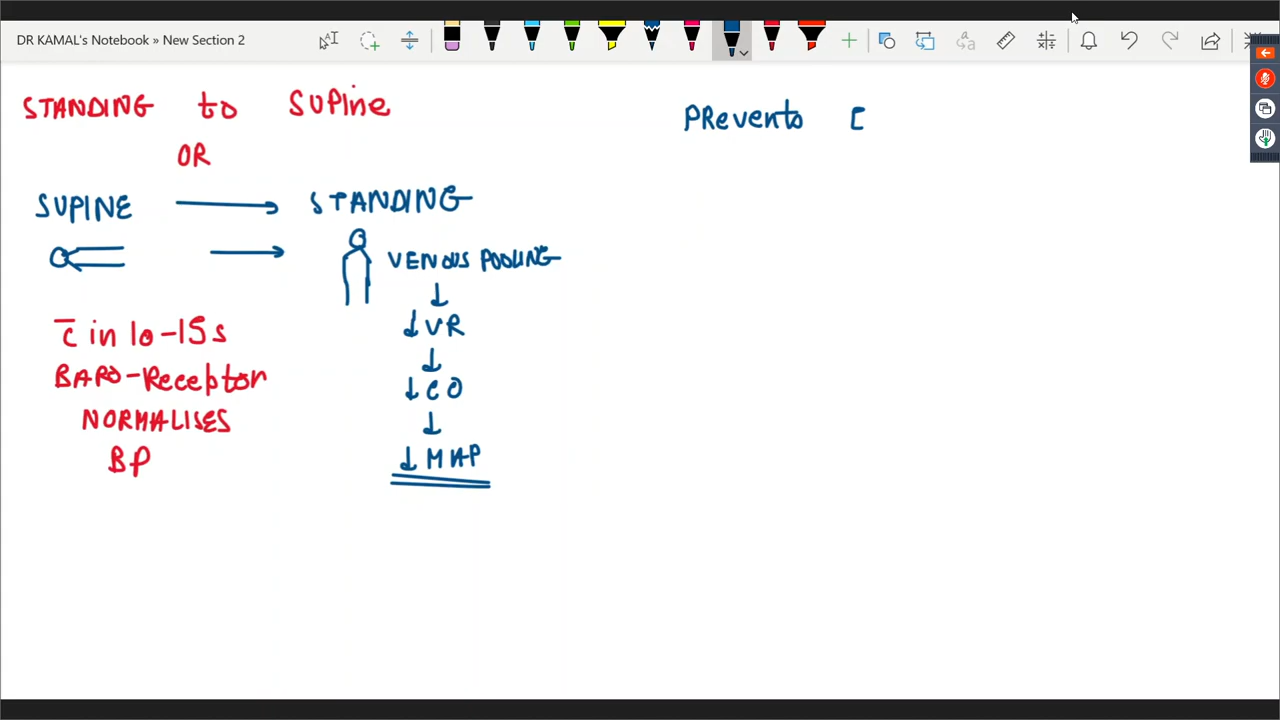 DR KAMAL's Notebook » New Section 2
STANDING to SUPine
OR
SUPINE → STANDING
→ VENOUS POOLING
↓
↓ VR
↓
↓ CO
↓
↓ MAP
c̄ in 10-15s
BARO-Receptor
NORMALISES
BP
PRevents [